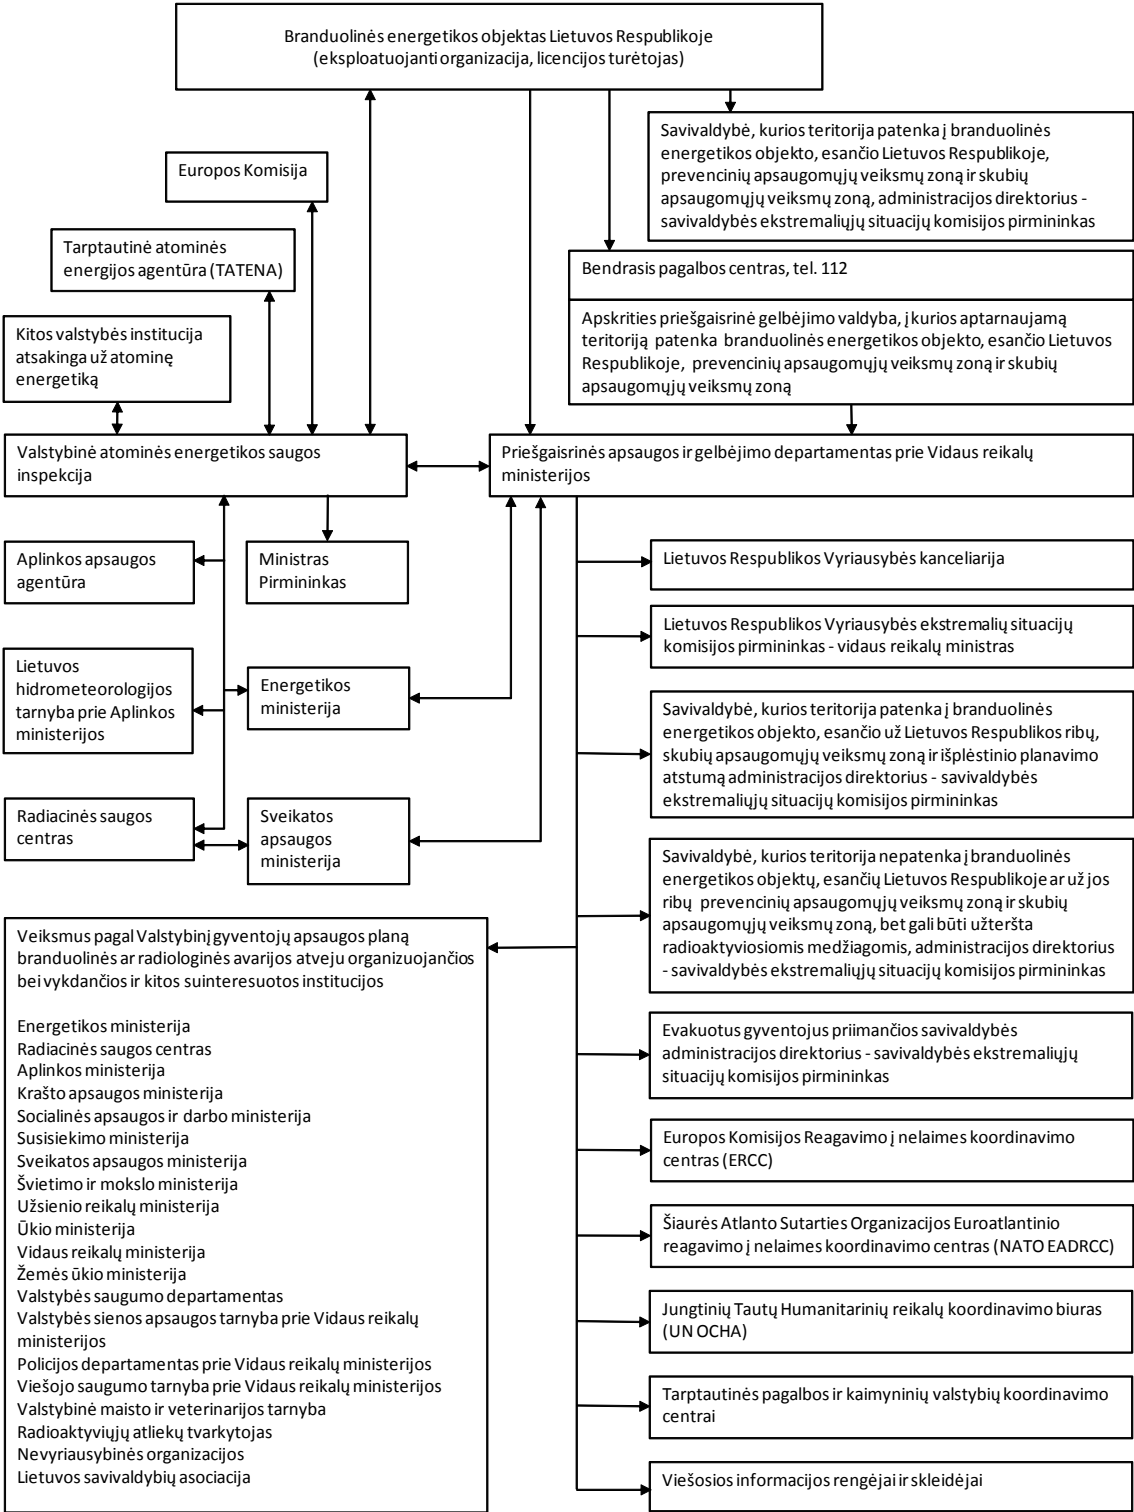 Branduolinės energetikos objektas Lietuvos Respublikoje
(eksploatuojanti organizacija, licencijos turėtojas)
Savivaldybė, kurios teritorija patenka į branduolinės
energetikos objekto, esančio Lietuvos Respublikoje,
prevencinių apsaugomųjų veiksmų zoną ir skubių
apsaugomųjų veiksmų zoną, administracijos direktorius -
savivaldybės ekstremaliųjų situacijų komisijos pirmininkas
Europos Komisija
Tarptautinė atominės
energijos agentūra (TATENA)
Bendrasis pagalbos centras, tel. 112
Apskrities priešgaisrinė gelbėjimo valdyba, į kurios aptarnaujamą
teritoriją patenka branduolinės energetikos objekto, esančio Lietuvos
Respublikoje, prevencinių apsaugomųjų veiksmų zoną ir skubių
apsaugomųjų veiksmų zoną
Kitos valstybės institucija
atsakinga už atominę
energetiką
Valstybinė atominės energetikos saugos
inspekcija
Priešgaisrinės apsaugos ir gelbėjimo departamentas prie Vidaus reikalų
ministerijos
Aplinkos apsaugos
agentūra
Ministras
Pirmininkas
Lietuvos Respublikos Vyriausybės kanceliarija
Lietuvos Respublikos Vyriausybės ekstremalių situacijų
komisijos pirmininkas - vidaus reikalų ministras
Lietuvos
hidrometeorologijos
tarnyba prie Aplinkos
ministerijos
Energetikos
ministerija
Savivaldybė, kurios teritorija patenka į branduolinės
energetikos objekto, esančio už Lietuvos Respublikos ribų,
skubių apsaugomųjų veiksmų zoną ir išplėstinio planavimo
atstumą administracijos direktorius - savivaldybės
ekstremaliųjų situacijų komisijos pirmininkas
Radiacinės saugos
centras
Sveikatos
apsaugos
ministerija
Savivaldybė, kurios teritorija nepatenka į branduolinės
energetikos objektų, esančių Lietuvos Respublikoje ar už jos
ribų prevencinių apsaugomųjų veiksmų zoną ir skubių
apsaugomųjų veiksmų zoną, bet gali būti užteršta
radioaktyviosiomis medžiagomis, administracijos direktorius
- savivaldybės ekstremaliųjų situacijų komisijos pirmininkas
Veiksmus pagal Valstybinį gyventojų apsaugos planą
branduolinės ar radiologinės avarijos atveju organizuojančios
bei vykdančios ir kitos suinteresuotos institucijos
Energetikos ministerija
Radiacinės saugos centras
Aplinkos ministerija
Krašto apsaugos ministerija
Socialinės apsaugos ir darbo ministerija
Susisiekimo ministerija
Sveikatos apsaugos ministerija
Švietimo ir mokslo ministerija
Užsienio reikalų ministerija
Ūkio ministerija
Vidaus reikalų ministerija
Žemės ūkio ministerija
Valstybės saugumo departamentas
Valstybės sienos apsaugos tarnyba prie Vidaus reikalų
ministerijos
Policijos departamentas prie Vidaus reikalų ministerijos
Viešojo saugumo tarnyba prie Vidaus reikalų ministerijos
Valstybinė maisto ir veterinarijos tarnyba
Radioaktyviųjų atliekų tvarkytojas
Nevyriausybinės organizacijos
Lietuvos savivaldybių asociacija
Evakuotus gyventojus priimančios savivaldybės
administracijos direktorius - savivaldybės ekstremaliųjų
situacijų komisijos pirmininkas
Europos Komisijos Reagavimo į nelaimes koordinavimo
centras (ERCC)
Šiaurės Atlanto Sutarties Organizacijos Euroatlantinio
reagavimo į nelaimes koordinavimo centras (NATO EADRCC)
Jungtinių Tautų Humanitarinių reikalų koordinavimo biuras
(UN OCHA)
Tarptautinės pagalbos ir kaimyninių valstybių koordinavimo
centrai
Viešosios informacijos rengėjai ir skleidėjai